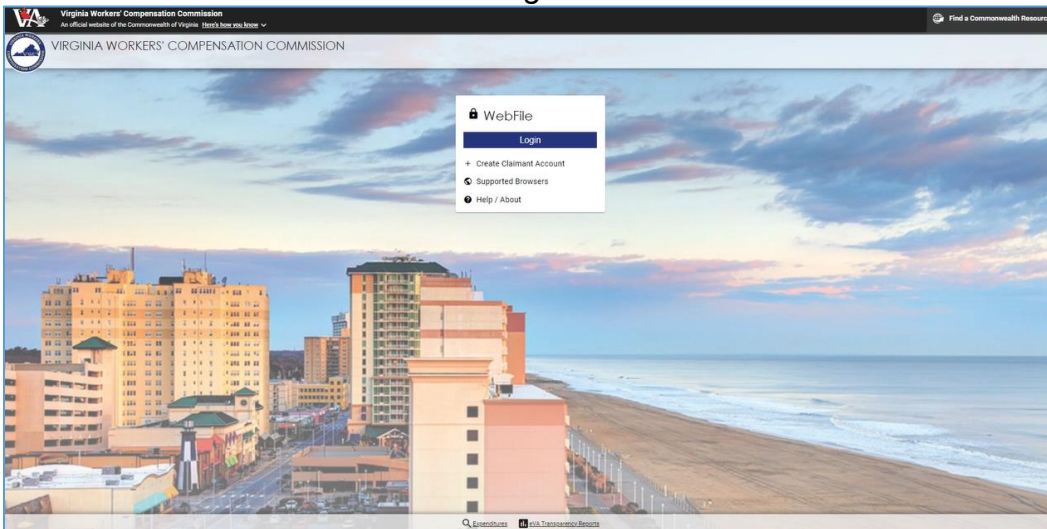 Virginia Workers' Compensation Commission
An official website of the Commonwealth of Virginia Here's how you know
Find a Commonwealth Resourc
VIRGINIA WORKERS' COMPENSATION COMMISSION
WebFile
Login
+ Create Claimant Account
Supported Browsers
Help / About
Expenditures eVA Transparency Reports